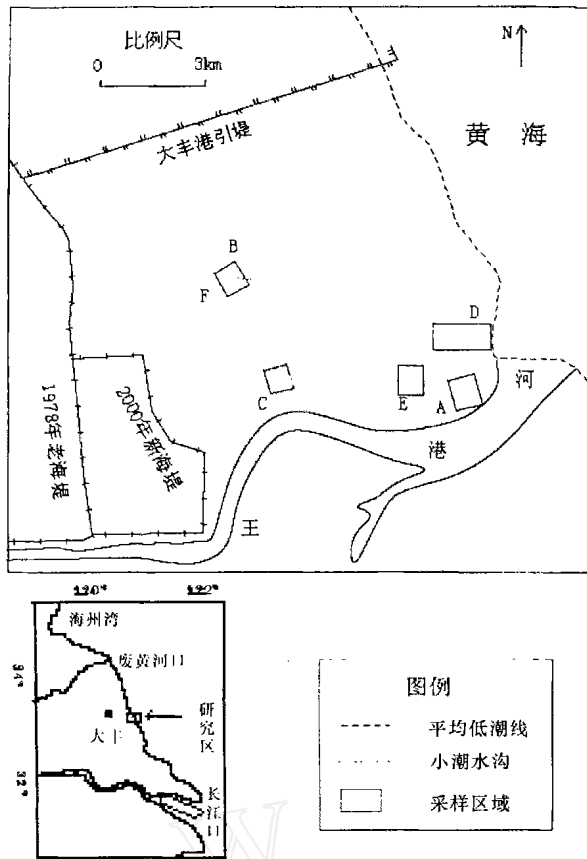 比例尺
0 3km
N
黄海
大丰港引堤
B
F
D
C
E
A
河
港
王
1978年老海堤
2000年新海堤
120° 122°
海州湾
废黄河口
34°
大丰
研究区
32°
长江口
图例
平均低潮线
小潮水沟
采样区域
W